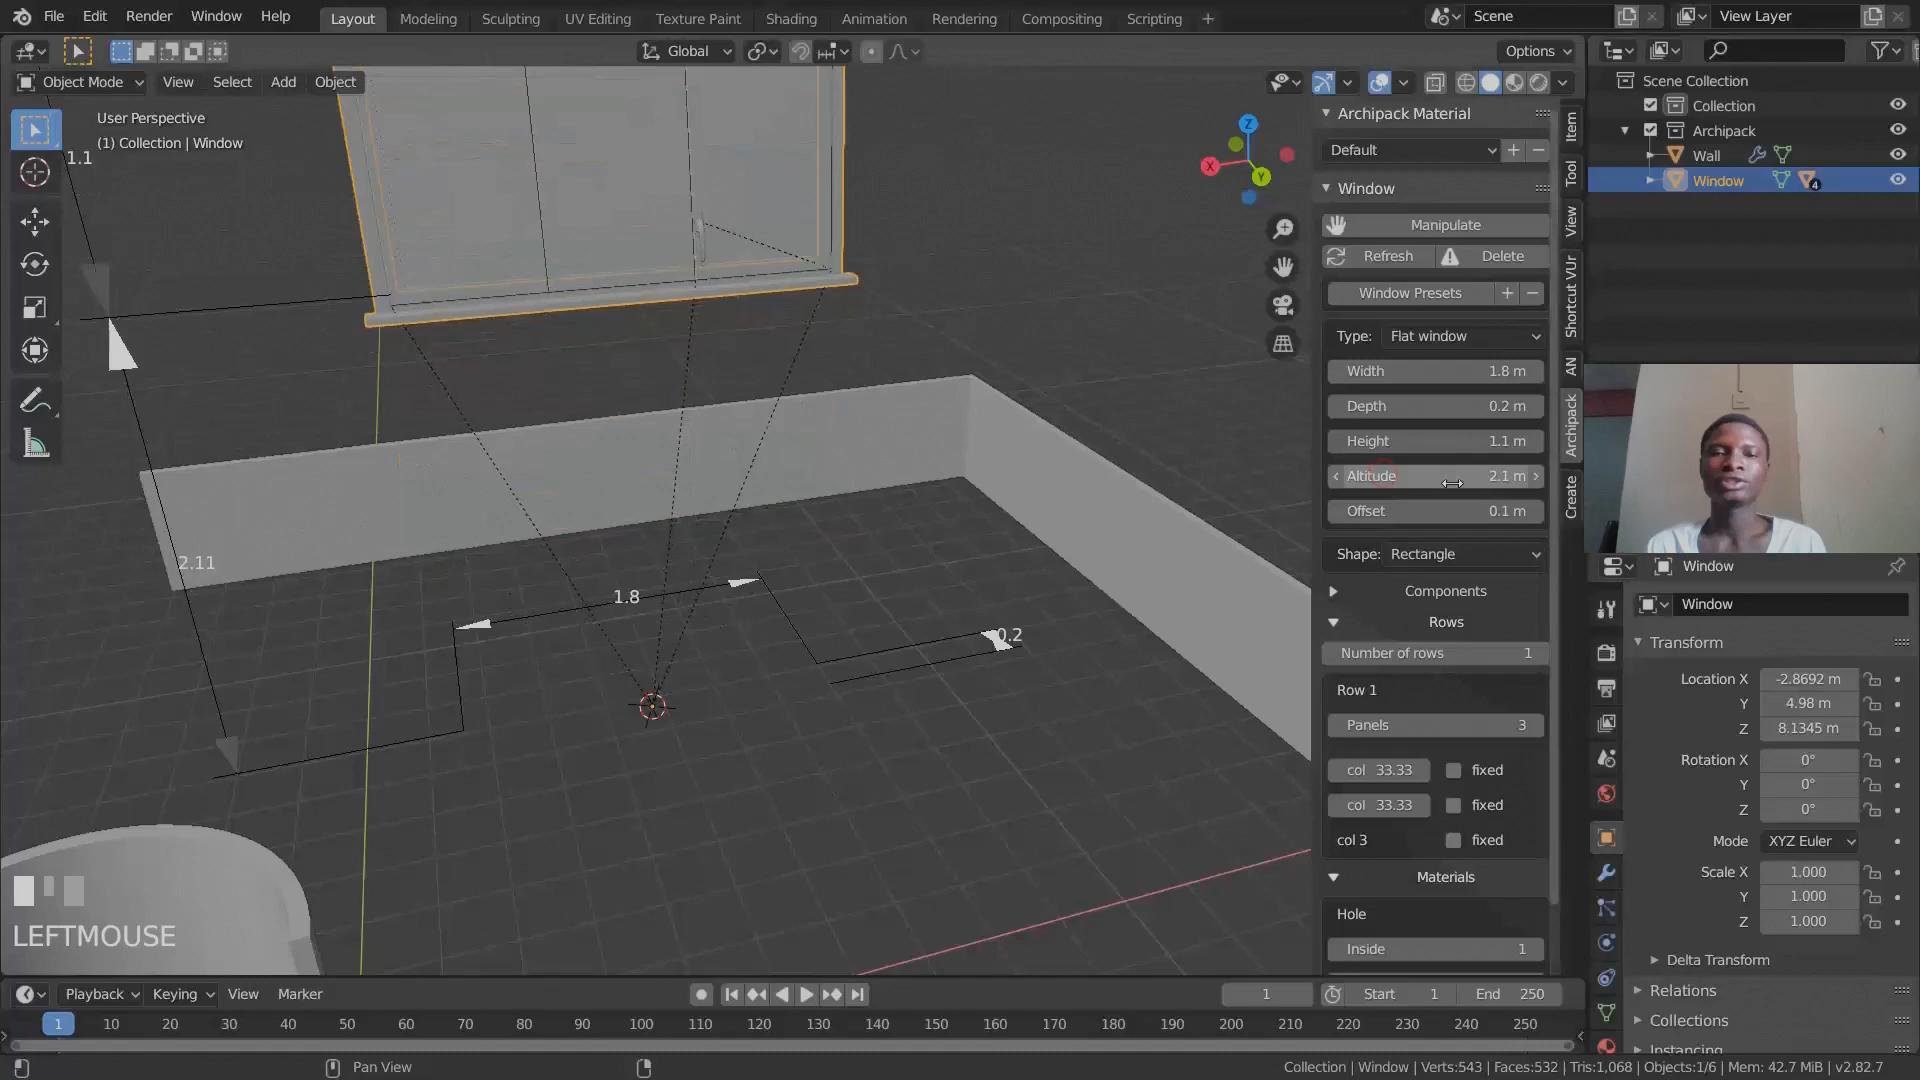 File Edit Render Window Help
Layout Modeling Sculpting UV Editing Texture Paint Shading Animation Rendering Compositing Scripting +
Scene
View Layer
Global
Options
Object Mode View Select Add Object
User Perspective
(1) Collection | Window
1.1
2.11
1.8
0.2
Z
X
Y
LEFTMOUSE
Archipack Material
Default
Window
Manipulate
Refresh Delete
Window Presets
Type: Flat window
Width 1.8 m
Depth 0.2 m
Height 1.1 m
Altitude 2.1 m
Offset 0.1 m
Shape: Rectangle
Components
Rows
Number of rows 1
Row 1
Panels 3
col 33.33 fixed
col 33.33 fixed
col 3 fixed
Materials
Hole
Inside 1
Item
Tool
View
Shortcut VUr
AN
Archipack
Create
Scene Collection
Collection
Archipack
Wall
Window 4
Window
Window
Transform
Location X -2.8692 m
Y 4.98 m
Z 8.1345 m
Rotation X 0°
Y 0°
Z 0°
Mode XYZ Euler
Scale X 1.000
Y 1.000
Z 1.000
Delta Transform
Relations
Collections
Instancing
Playback Keying View Marker
1
Start 1 End 250
1 10 20 30 40 50 60 70 80 90 100 110 120 130 140 150 160 170 180 190 200 210 220 230 240 250
Pan View
Collection | Window | Verts:543 | Faces:532 | Tris:1,068 | Objects:1/6 | Mem: 42.7 MiB | v2.82.7